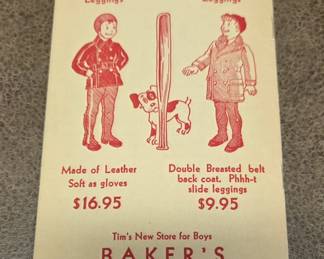 Leggings
Leggings
Made of Leather
Soft as gloves
$16.95
Double Breasted belt
back coat. Phhh-t
slide leggings
$9.95
Tim's New Store for Boys
BAKER'S